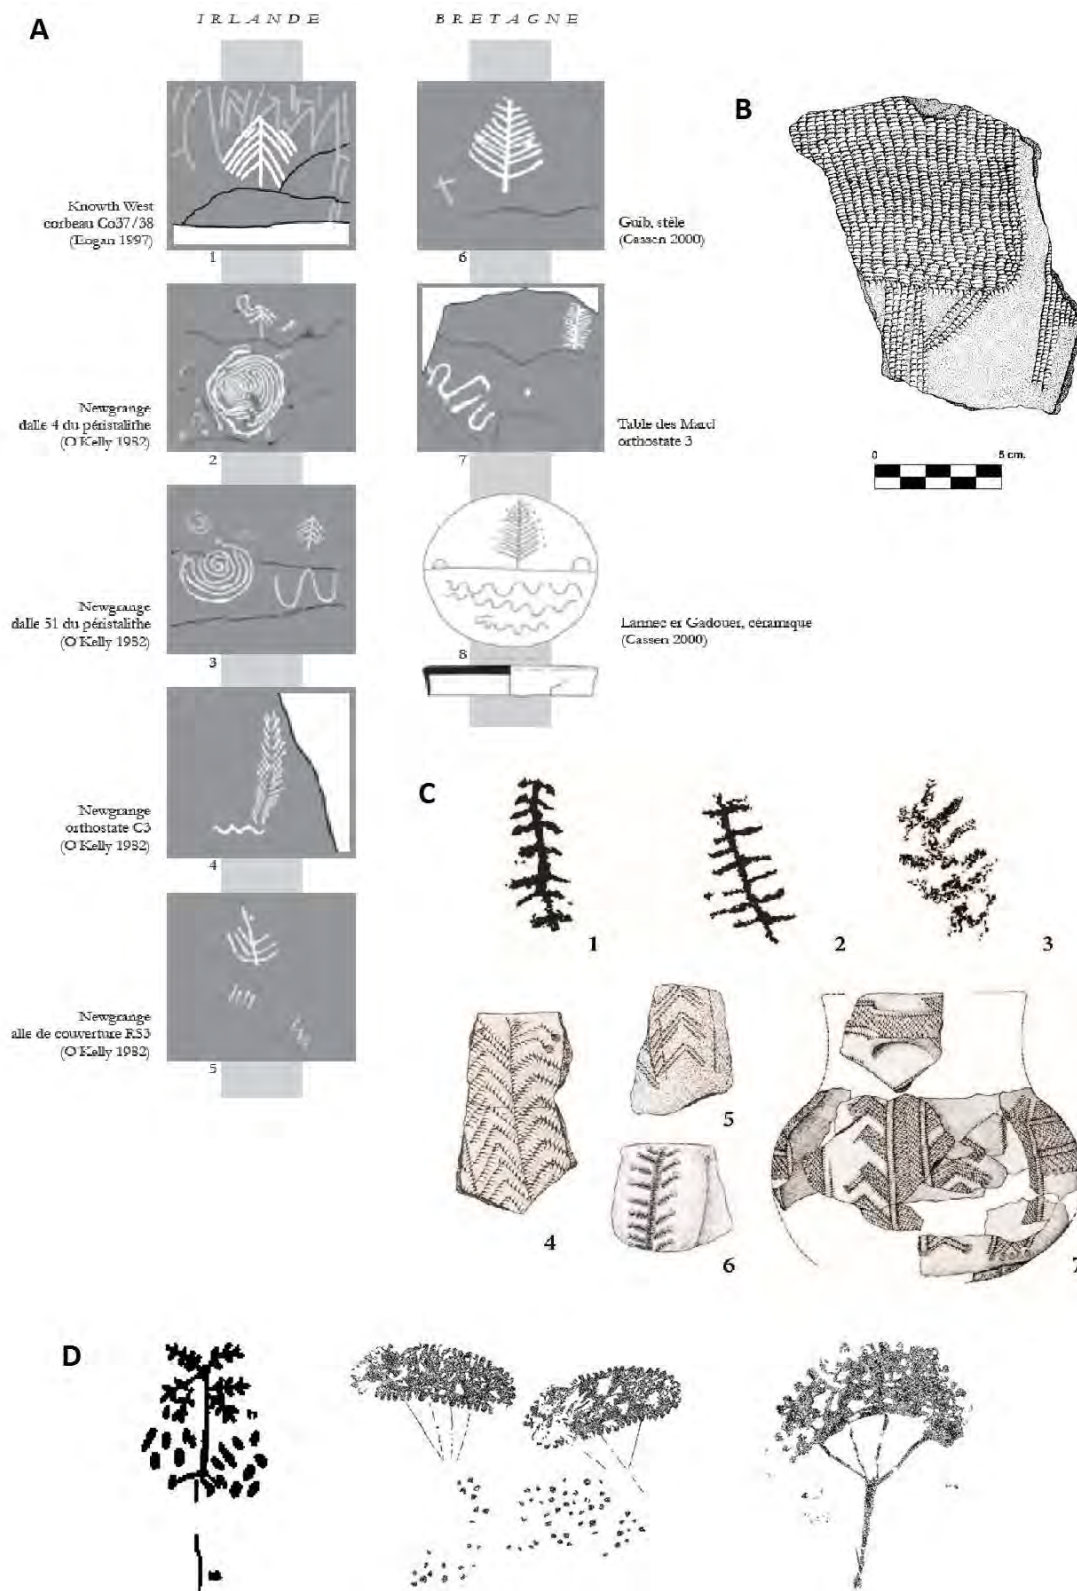 A
IRLANDE
BRETAGNE
Knowth West
corbeau Co37/38
(Eogan 1997)
1
Newgrange
dalle 4 du péristalithe
(O'Kelly 1982)
2
Newgrange
dalle 51 du péristalithe
(O'Kelly 1982)
3
Newgrange
orthostate C3
(O'Kelly 1982)
4
Newgrange
alle de couverture RS3
(O'Kelly 1982)
5
6
Guib, stèle
(Cassen 2000)
7
Table des Marcl
orthostate 3
8
Lannec er Gadouer, céramique
(Cassen 2000)
B
0 5 cm.
C
1
2
3
4
5
6
7
D